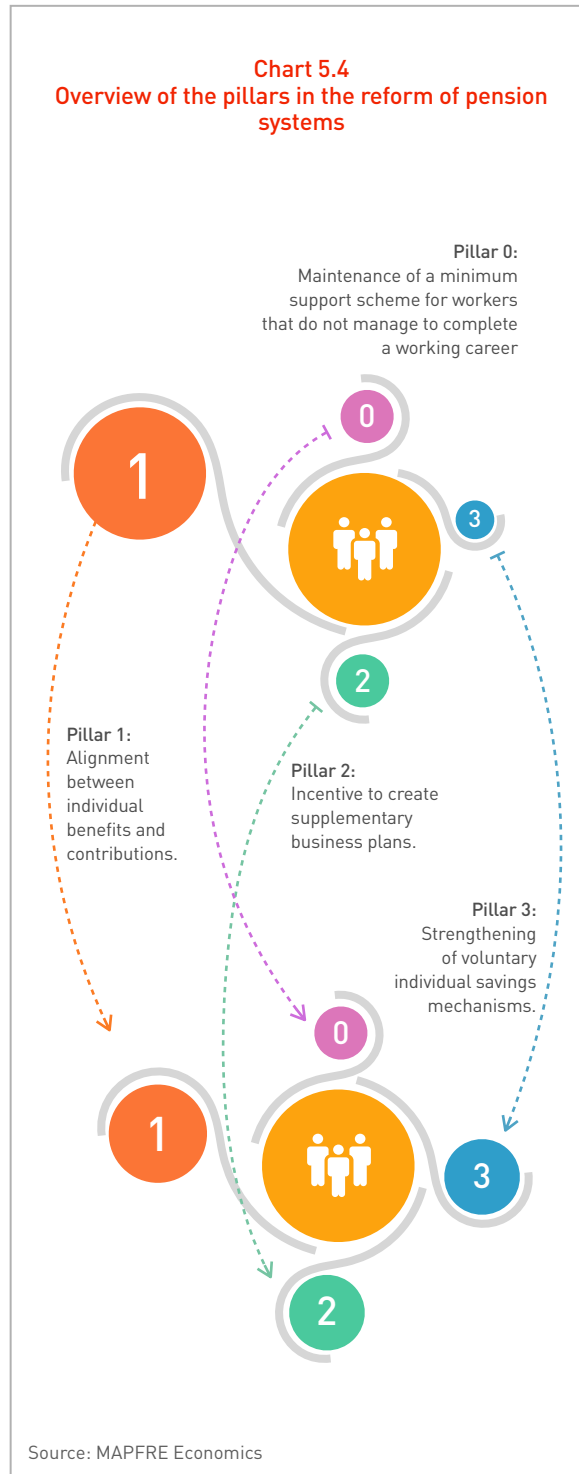 Chart 5.4
Overview of the pillars in the reform of pension
systems
Pillar 0:
Maintenance of a minimum
support scheme for workers
that do not manage to complete
a working career
0
1
3
2
Pillar 1:
Alignment
between
individual
benefits and
contributions.
Pillar 2:
Incentive to create
supplementary
business plans.
Pillar 3:
Strengthening
of voluntary
individual savings
mechanisms.
0
1
3
2
Source: MAPFRE Economics